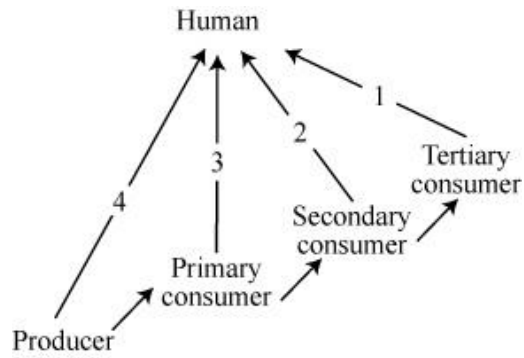 Human
1
2
3
4
Tertiary
consumer
Secondary
consumer
Primary
consumer
Producer